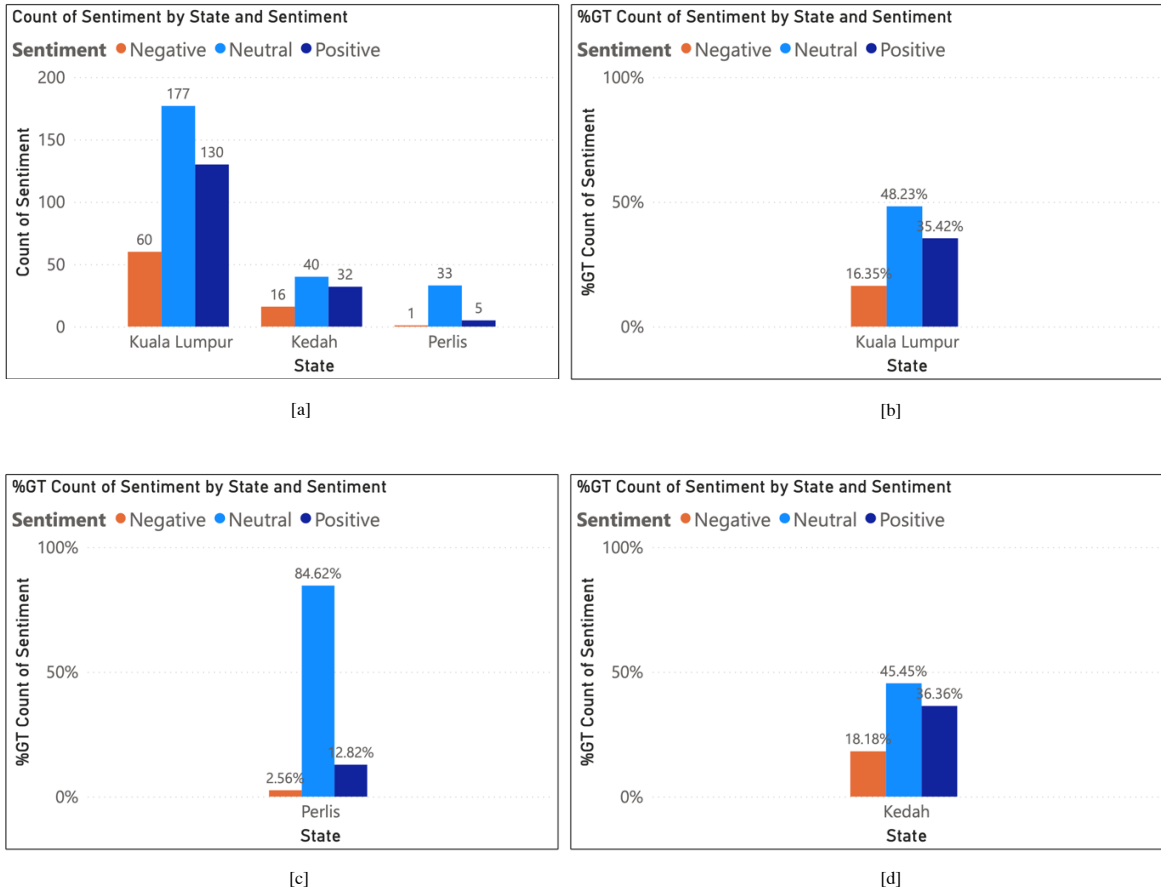 Count of Sentiment by State and Sentiment
Sentiment Negative Neutral Positive
200
150
100
50
0
Count of Sentiment
60
177
130
16
40
32
1
33
5
Kuala Lumpur Kedah Perlis
State
[a]
%GT Count of Sentiment by State and Sentiment
Sentiment Negative Neutral Positive
100%
50%
0%
%GT Count of Sentiment
16.35%
48.23%
35.42%
Kuala Lumpur
State
[b]
%GT Count of Sentiment by State and Sentiment
Sentiment Negative Neutral Positive
100%
50%
0%
%GT Count of Sentiment
2.56%
84.62%
12.82%
Perlis
State
[c]
%GT Count of Sentiment by State and Sentiment
Sentiment Negative Neutral Positive
100%
50%
0%
%GT Count of Sentiment
18.18%
45.45%
36.36%
Kedah
State
[d]